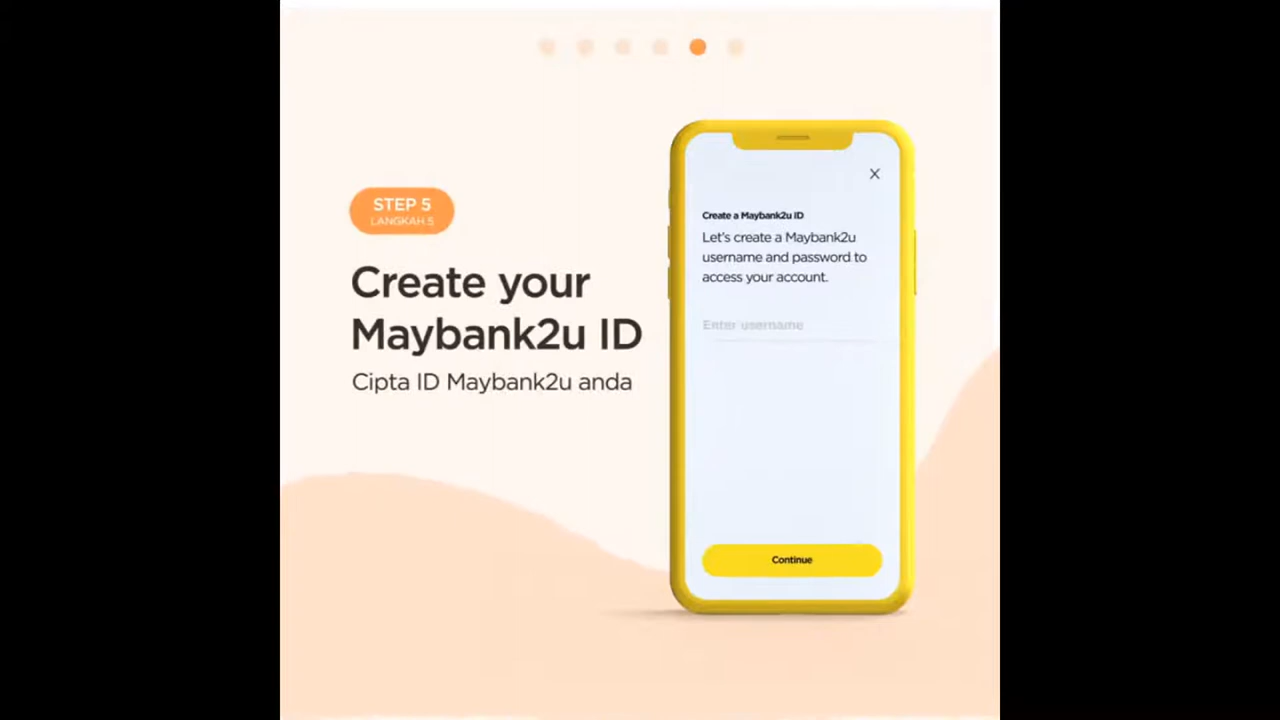 STEP 5
LANGKAH 5
Create your
Maybank2u ID
Cipta ID Maybank2u anda
X
Create a Maybank2u ID
Let's create a Maybank2u
username and password to
access your account.
Enter username
Continue